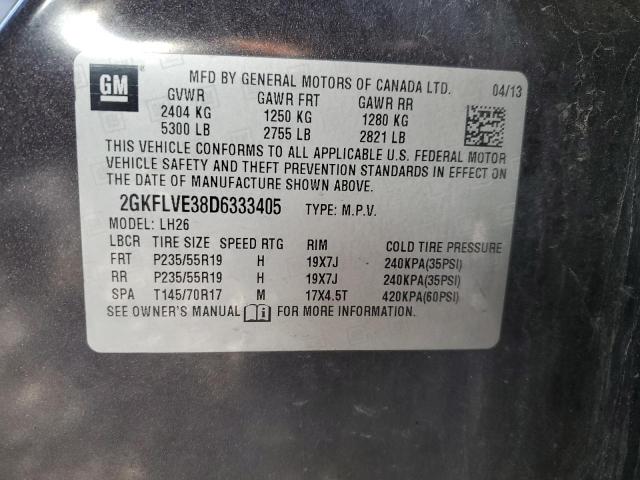 GM
MFD BY GENERAL MOTORS OF CANADA LTD. 04/13
GVWR GAWR FRT GAWR RR
2404 KG 1250 KG 1280 KG
5300 LB 2755 LB 2821 LB
THIS VEHICLE CONFORMS TO ALL APPLICABLE U.S. FEDERAL MOTOR
VEHICLE SAFETY AND THEFT PREVENTION STANDARDS IN EFFECT ON
THE DATE OF MANUFACTURE SHOWN ABOVE.
2GKFLVE38D6333405 TYPE: M.P.V.
MODEL: LH26
LBCR TIRE SIZE SPEED RTG RIM COLD TIRE PRESSURE
FRT P235/55R19 H 19X7J 240KPA(35PSI)
RR P235/55R19 H 19X7J 240KPA(35PSI)
SPA T145/70R17 M 17X4.5T 420KPA(60PSI)
SEE OWNER'S MANUAL FOR MORE INFORMATION.